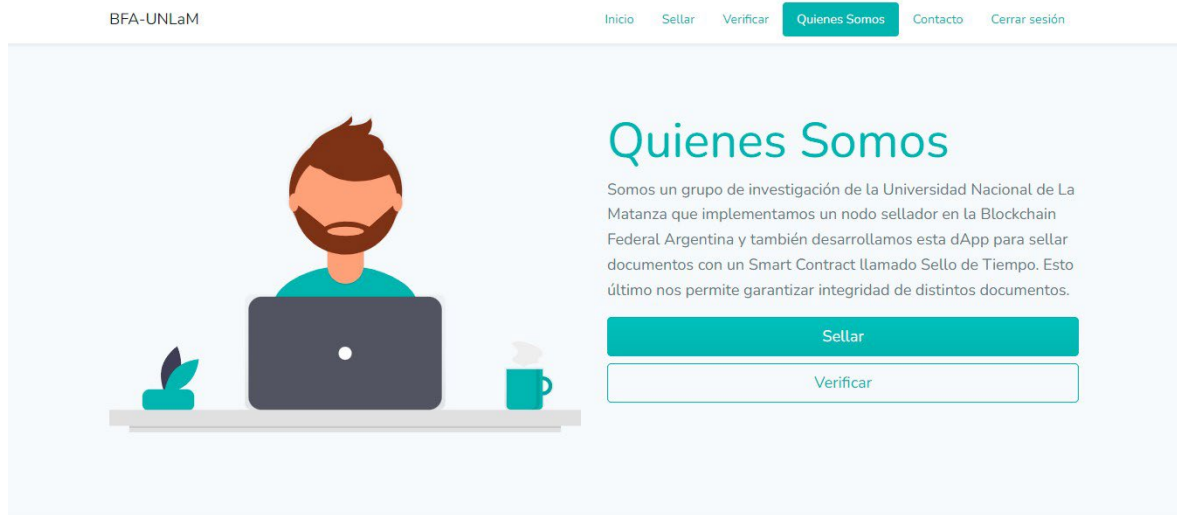 BFA-UNLaM
Inicio Sellar Verificar Quienes Somos Contacto Cerrar sesión
Quienes Somos
Somos un grupo de investigación de la Universidad Nacional de La
Matanza que implementamos un nodo sellador en la Blockchain
Federal Argentina y también desarrollamos esta dApp para sellar
documentos con un Smart Contract llamado Sello de Tiempo. Esto
último nos permite garantizar integridad de distintos documentos.
Sellar
Verificar